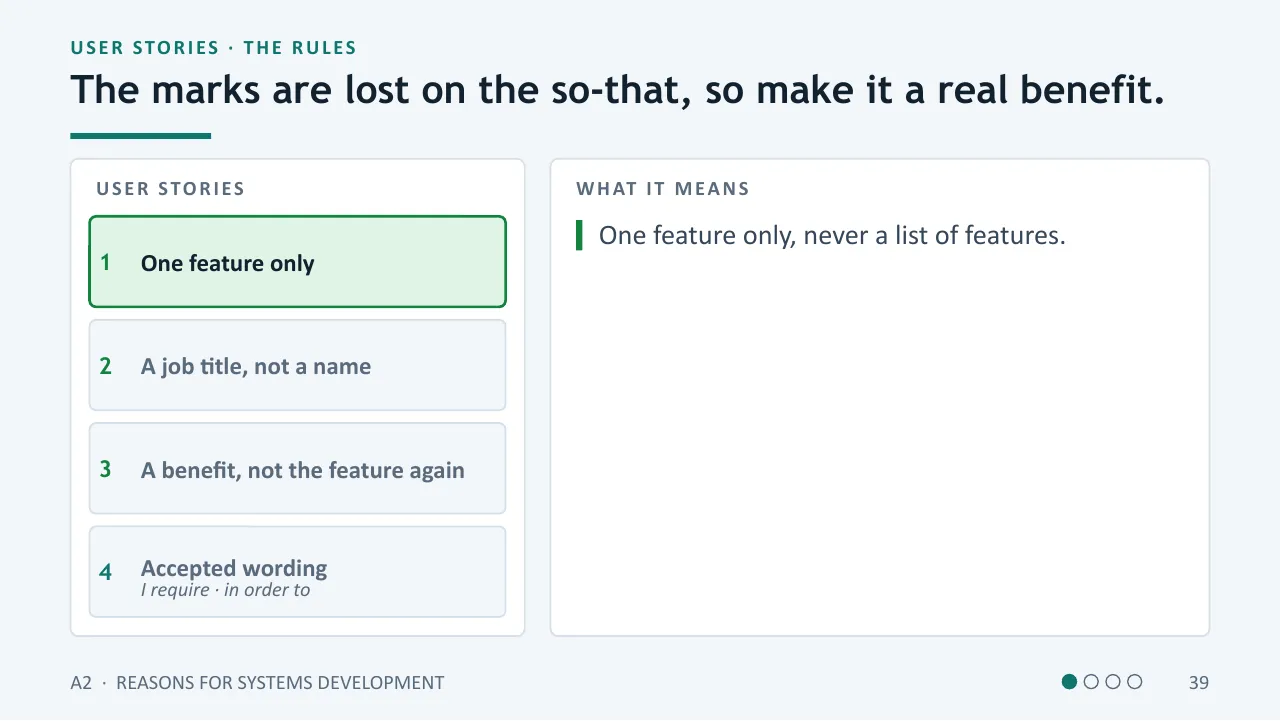 USER STORIES · THE RULES
The marks are lost on the so-that, so make it a real benefit.
USER STORIES
1 One feature only
2 A job title, not a name
3 A benefit, not the feature again
4 Accepted wording
I require · in order to
WHAT IT MEANS
One feature only, never a list of features.
A2 · REASONS FOR SYSTEMS DEVELOPMENT
39